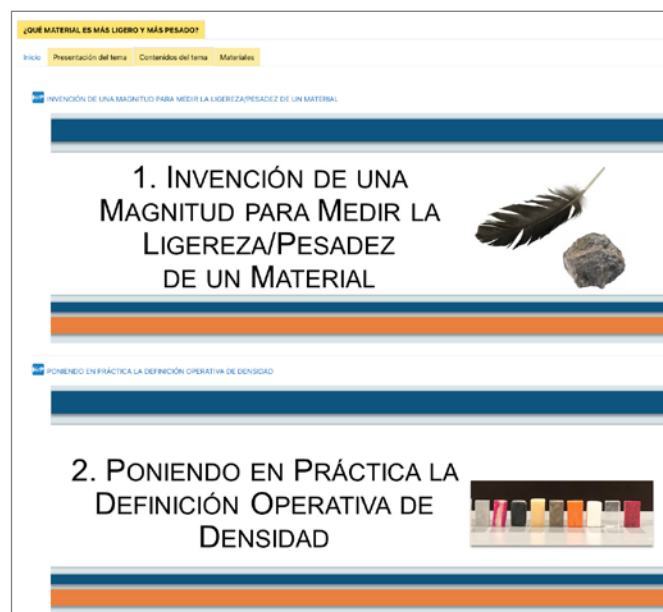 ¿QUÉ MATERIAL ES MÁS LIGERO Y MÁS PESADO?
Inicio Presentación del tema Contenidos del tema Materiales
INVENCIÓN DE UNA MAGNITUD PARA MEDIR LA LIGEREZA/PESADEZ DE UN MATERIAL
1. INVENCIÓN DE UNA
MAGNITUD PARA MEDIR LA
LIGEREZA/PESADEZ
DE UN MATERIAL
PONIENDO EN PRÁCTICA LA DEFINICIÓN OPERATIVA DE DENSIDAD
2. PONIENDO EN PRÁCTICA LA
DEFINICIÓN OPERATIVA DE
DENSIDAD